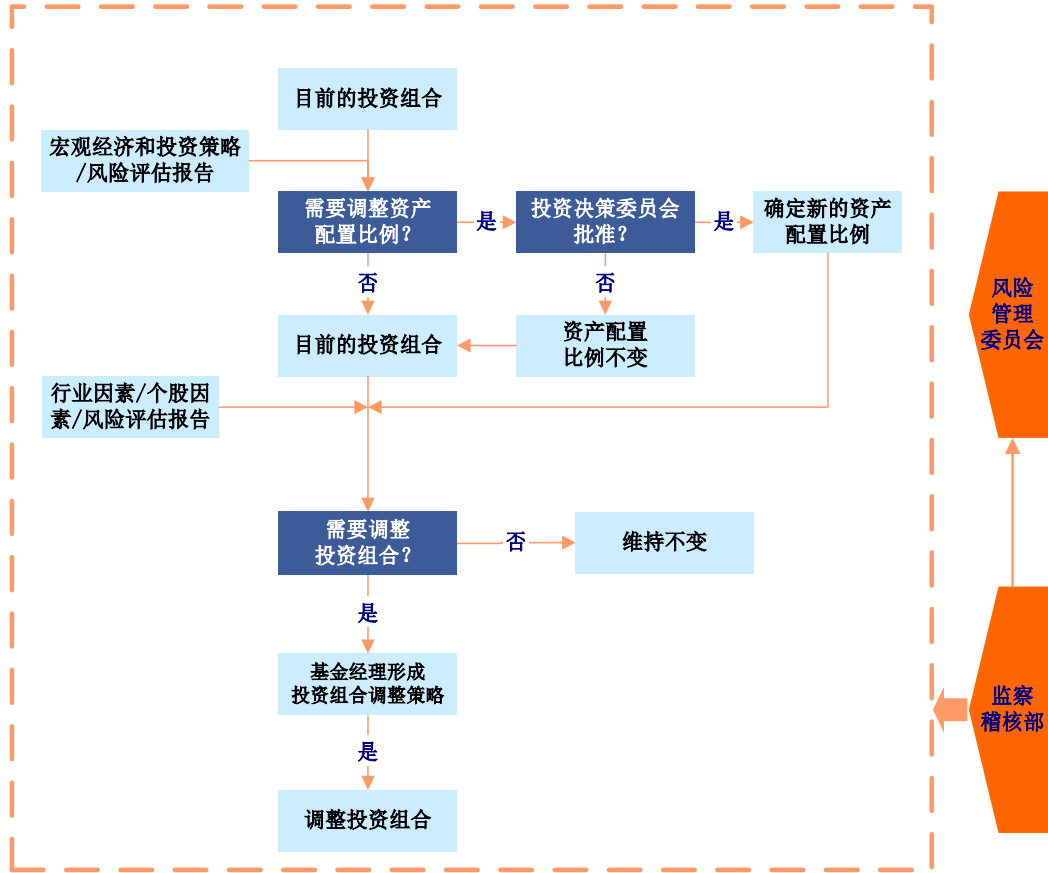 目前的投资组合
宏观经济和投资策略
/风险评估报告
需要调整资产
配置比例？
是
投资决策委员会
批准？
是
确定新的资产
配置比例
否
否
目前的投资组合
资产配置
比例不变
行业因素/个股因
素/风险评估报告
需要调整
投资组合？
否
维持不变
是
基金经理形成
投资组合调整策略
是
调整投资组合
风险
管理
委员会
监察
稽核部